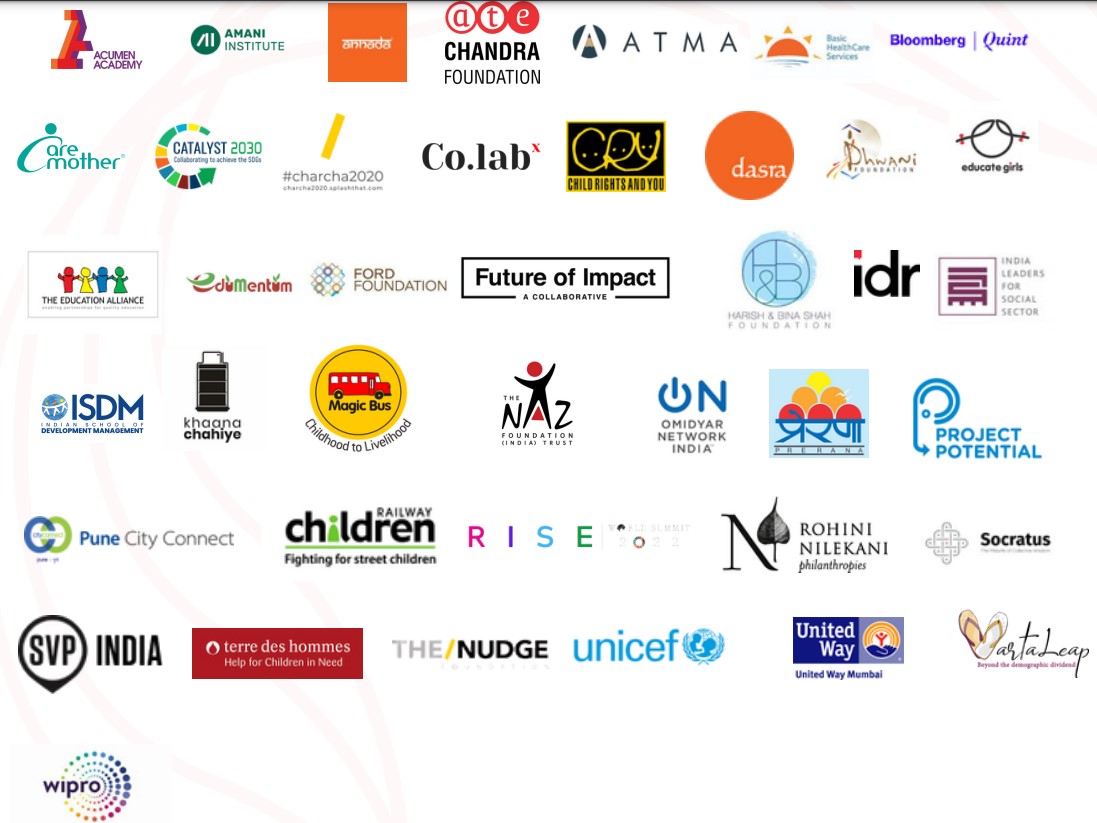 ACUMEN
ACADEMY
AMANI
INSTITUTE
annada
ate
CHANDRA
FOUNDATION
ATMA
Basic
HealthCare
Services
Bloomberg | Quint
Care
mother®
CATALYST 2030
Collaborating to achieve the SDGs
#charcha2020
charcha2020.splashthat.com
Co.labx
CRY
CHILD RIGHTS AND YOU
dasra
Dhwani
FOUNDATION
educate girls
THE EDUCATION ALLIANCE
ensuring partnerships for quality education
eduMentum
FORD
FOUNDATION
Future of Impact
A COLLABORATIVE
H&B
HARISH & BINA SHAH
FOUNDATION
idr
INDIA
LEADERS
FOR
SOCIAL
SECTOR
ISDM
INDIAN SCHOOL OF
DEVELOPMENT MANAGEMENT
khaana
chahiye
Magic Bus
Childhood to Livelihood
THE
NAZ
FOUNDATION
(INDIA) TRUST
ON
OMIDYAR
NETWORK
INDIA™
प्रेरणा
PRERANA
PROJECT
POTENTIAL
cityconnect
Pune City Connect
RAILWAY
children
Fighting for street children
RISE
WORLD SUMMIT
2022
N
ROHINI
NILEKANI
philanthropies
Socratus
SVP INDIA
terre des hommes
Help for Children in Need
THE/NUDGE
FOUNDATION
unicef
United
Way
United Way Mumbai
VartaLeap
Beyond the demographic dividend
wipro